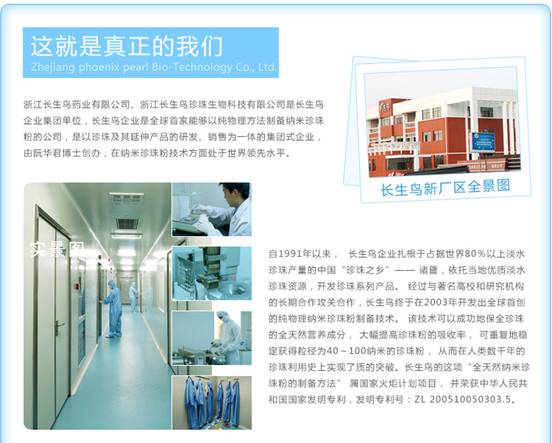 这就是真正的我们
Zhejiang phoenix pearl Bio-Technology Co., Ltd.
浙江长生鸟药业有限公司、浙江长生鸟珍珠生物科技有限公司是长生鸟
企业集团单位，长生鸟企业是全球首家能够以纯物理方法制备纳米珍珠
粉的公司，是以珍珠及其延伸产品的研发、销售为一体的集团式企业，
由阮华君博士创办，在纳米珍珠粉技术方面处于世界领先水平。
长生鸟新厂区全景图
实景图
自1991年以来， 长生鸟企业扎根于占据世界80%以上淡水
珍珠产量的中国“珍珠之乡”—— 诸暨，依托当地优质淡水
珍珠资源，开发珍珠系列产品。 经过与著名高校和研究机构
的长期合作攻关合作，长生鸟终于在2003年开发出全球首创
的纯物理纳米珍珠粉制备技术。 该技术可以成功地保全珍珠
的全天然营养成分， 大幅提高珍珠粉的吸收率， 可重复地稳
定获得粒径为40～100纳米的珍珠粉， 从而在人类数千年的
珍珠利用史上实现了质的突破。长生鸟的这项“全天然纳米珍
珠粉的制备方法” 属国家火炬计划项目， 并荣获中华人民共
和国国家发明专利，发明专利号：ZL 200510050303.5。